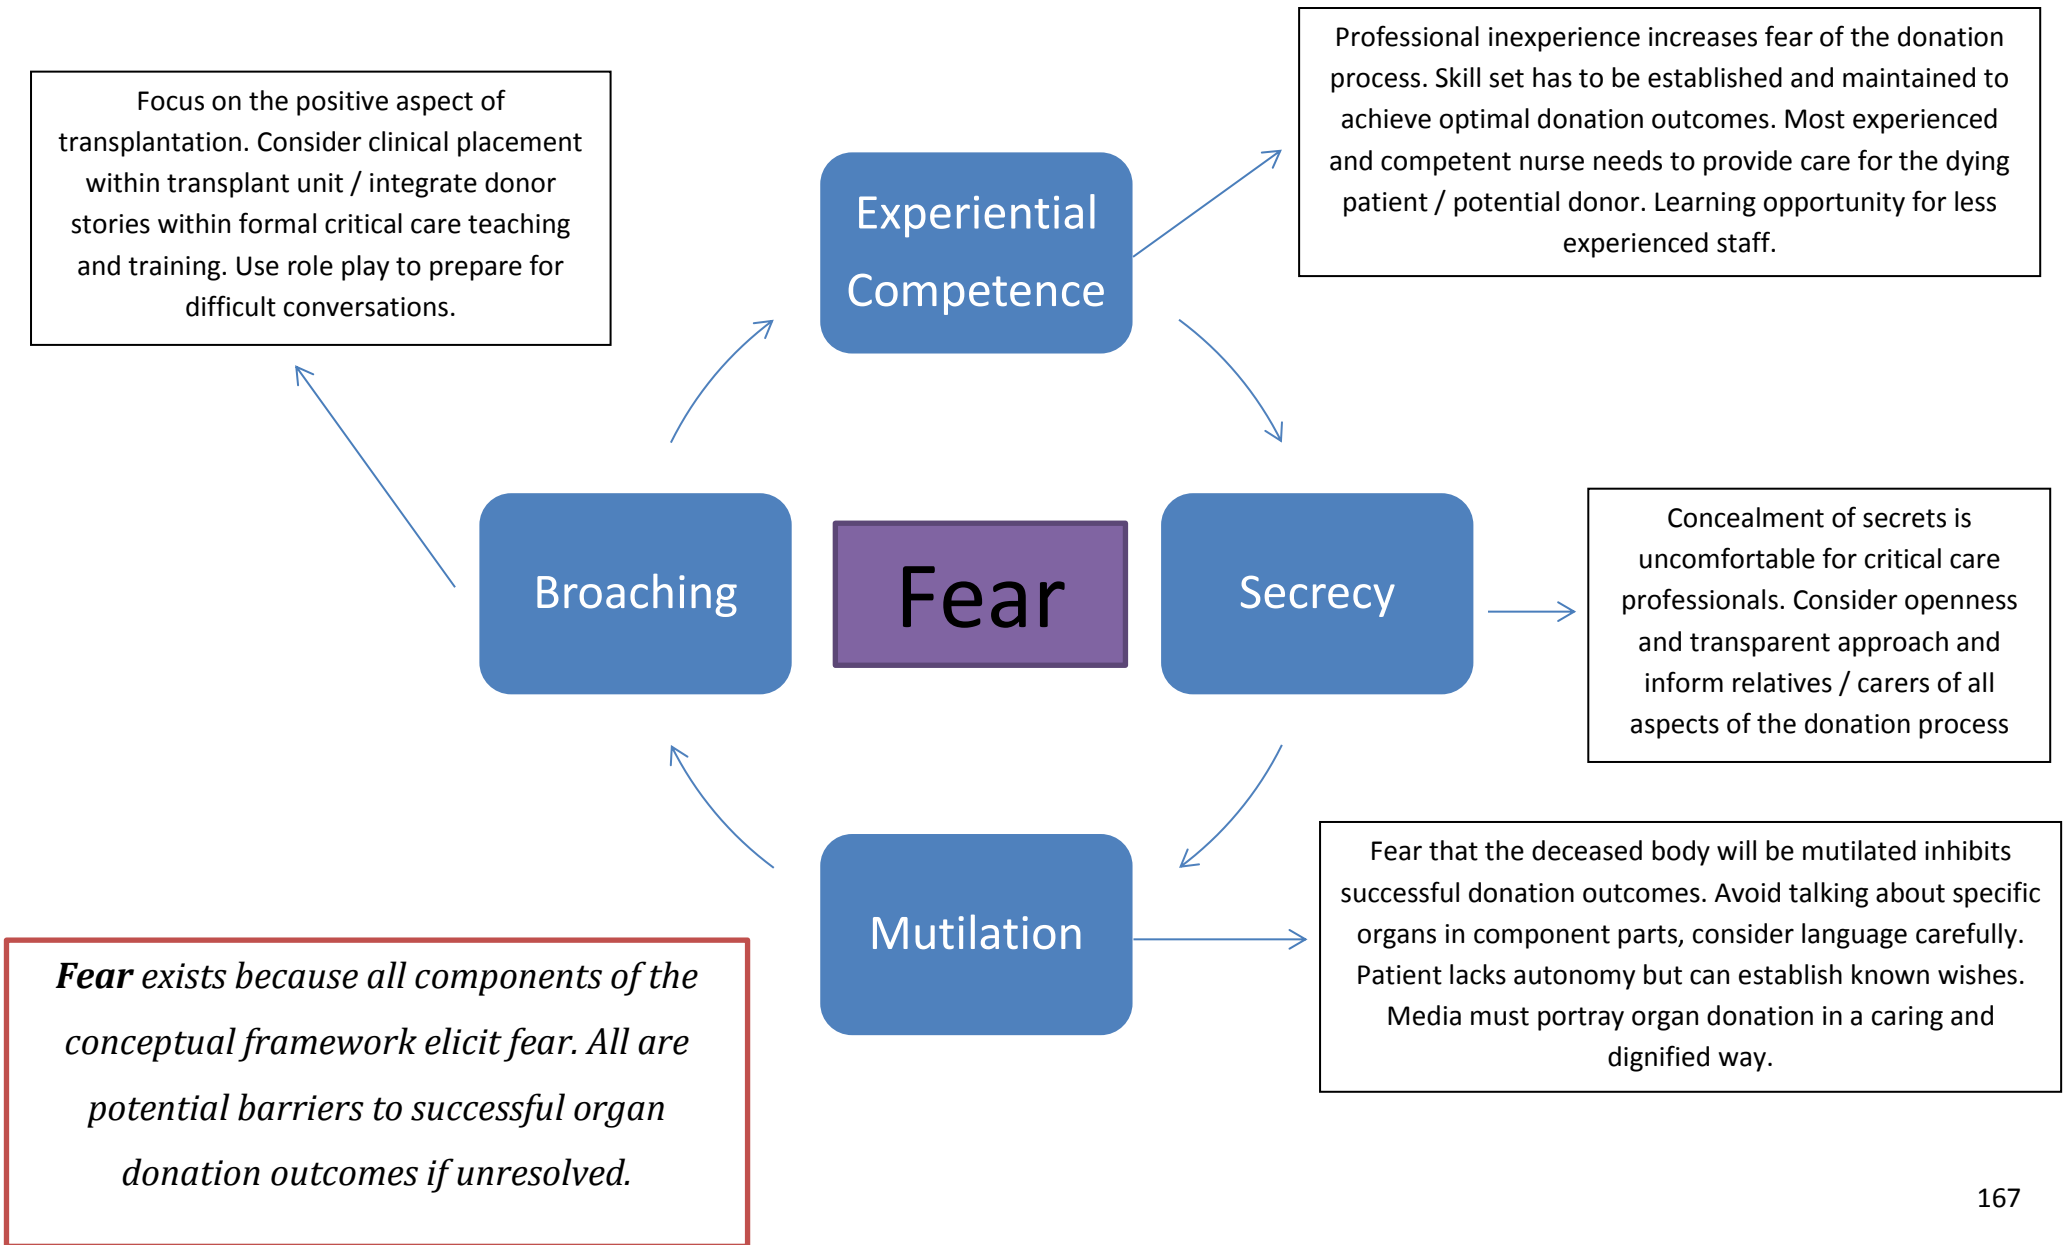 Professional inexperience increases fear of the donation
process. Skill set has to be established and maintained to
achieve optimal donation outcomes. Most experienced
and competent nurse needs to provide care for the dying
patient / potential donor. Learning opportunity for less
experienced staff.
Focus on the positive aspect of
transplantation. Consider clinical placement
within transplant unit / integrate donor
stories within formal critical care teaching
and training. Use role play to prepare for
difficult conversations.
Experiential
Competence
Broaching
Fear
Secrecy
Concealment of secrets is
uncomfortable for critical care
professionals. Consider openness
and transparent approach and
inform relatives / carers of all
aspects of the donation process
Mutilation
Fear that the deceased body will be mutilated inhibits
successful donation outcomes. Avoid talking about specific
organs in component parts, consider language carefully.
Patient lacks autonomy but can establish known wishes.
Media must portray organ donation in a caring and
dignified way.
Fear exists because all components of the
conceptual framework elicit fear. All are
potential barriers to successful organ
donation outcomes if unresolved.
167